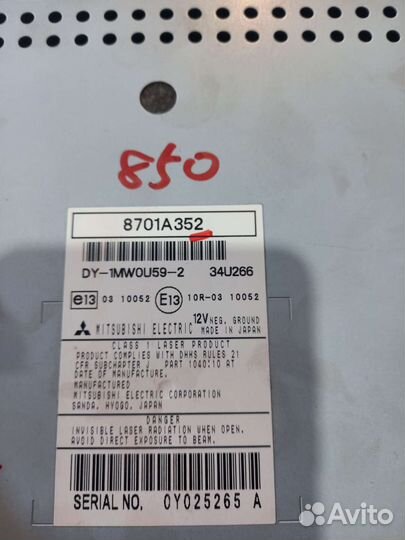 850
8701A352
DY-1MW0U59-2 34U266
e13 03 10052 E13 10R-03 10052
MITSUBISHI ELECTRIC 12V NEG. GROUND
MADE IN JAPAN
CLASS 1 LASER PRODUCT
PRODUCT COMPLIES WITH DHHS RULES 21
CFR SUBCHAPTER J PART 1040:10 AT
DATE OF MANUFACTURE.
MANUFACTURED
MITSUBISHI ELECTRIC CORPORATION
SANDA, HYOGO, JAPAN
DANGER
INVISIBLE LASER RADIATION WHEN OPEN.
AVOID DIRECT EXPOSURE TO BEAM.
SERIAL NO. 0Y025265 A
Avito